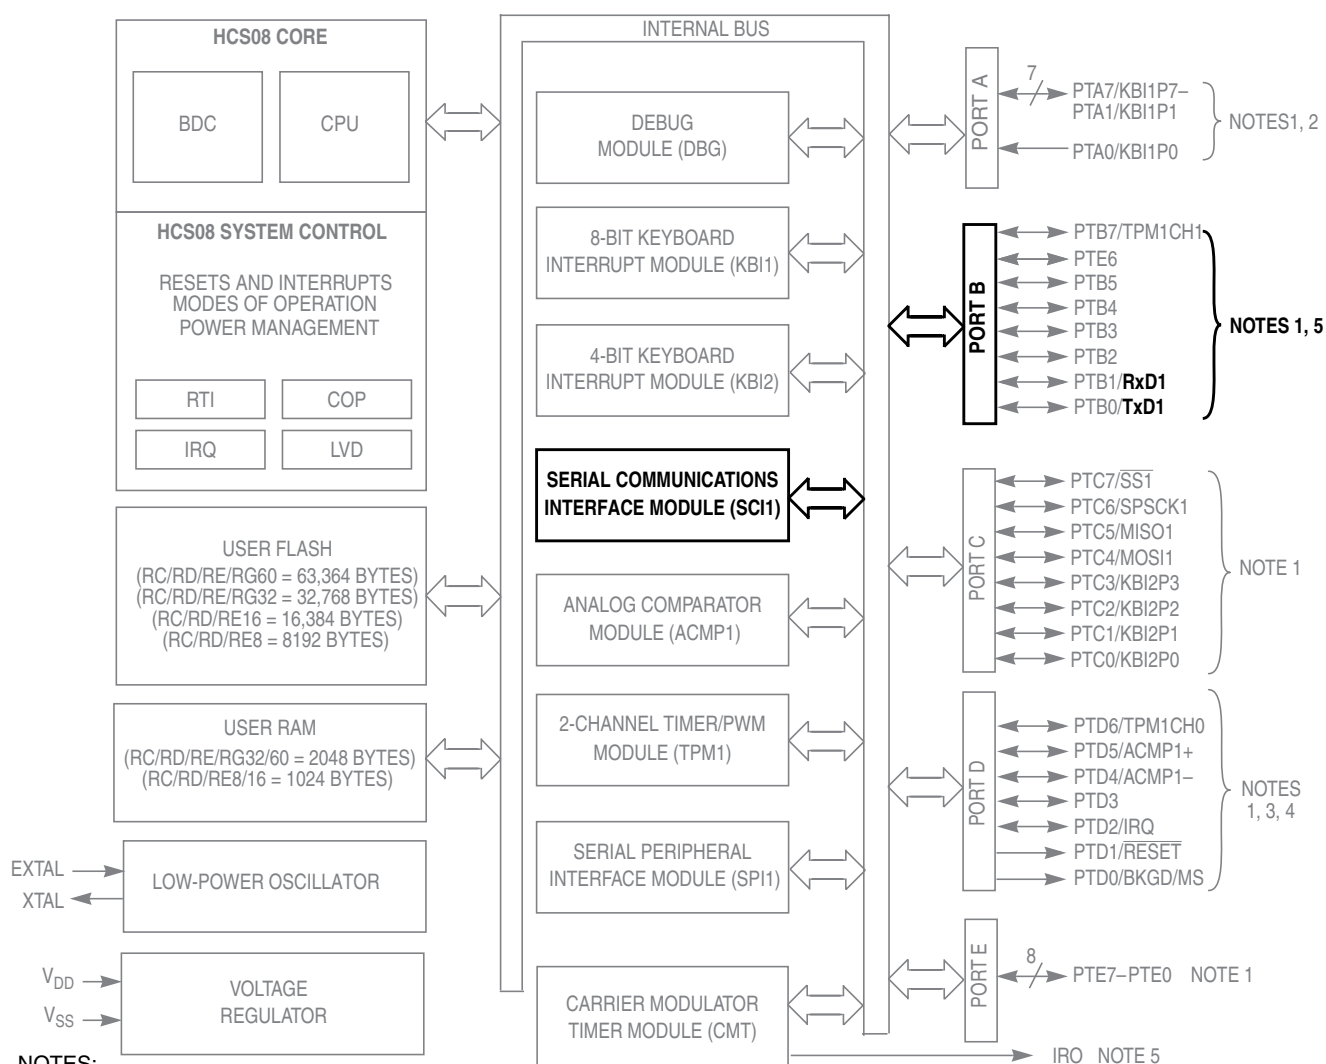 HCS08 CORE
BDC
CPU
HCS08 SYSTEM CONTROL
RESETS AND INTERRUPTS
MODES OF OPERATION
POWER MANAGEMENT
RTI
COP
IRQ
LVD
USER FLASH
(RC/RD/RE/RG60 = 63,364 BYTES)
(RC/RD/RE/RG32 = 32,768 BYTES)
(RC/RD/RE16 = 16,384 BYTES)
(RC/RD/RE8 = 8192 BYTES)
USER RAM
(RC/RD/RE/RG32/60 = 2048 BYTES)
(RC/RD/RE8/16 = 1024 BYTES)
EXTAL
XTAL
LOW-POWER OSCILLATOR
VDD
VSS
VOLTAGE
REGULATOR
NOTES:
INTERNAL BUS
DEBUG
MODULE (DBG)
8-BIT KEYBOARD
INTERRUPT MODULE (KBI1)
4-BIT KEYBOARD
INTERRUPT MODULE (KBI2)
SERIAL COMMUNICATIONS
INTERFACE MODULE (SCI1)
ANALOG COMPARATOR
MODULE (ACMP1)
2-CHANNEL TIMER/PWM
MODULE (TPM1)
SERIAL PERIPHERAL
INTERFACE MODULE (SPI1)
CARRIER MODULATOR
TIMER MODULE (CMT)
PORT A
7
PTA7/KBI1P7–
PTA1/KBI1P1
PTA0/KBI1P0
NOTES1, 2
PORT B
PTB7/TPM1CH1
PTE6
PTB5
PTB4
PTB3
PTB2
PTB1/RxD1
PTB0/TxD1
NOTES 1, 5
PORT C
PTC7/SS1
PTC6/SPSCK1
PTC5/MISO1
PTC4/MOSI1
PTC3/KBI2P3
PTC2/KBI2P2
PTC1/KBI2P1
PTC0/KBI2P0
NOTE 1
PORT D
PTD6/TPM1CH0
PTD5/ACMP1+
PTD4/ACMP1–
PTD3
PTD2/IRQ
PTD1/RESET
PTD0/BKGD/MS
NOTES
1, 3, 4
PORT E
8
PTE7–PTE0 NOTE 1
IRO NOTE 5